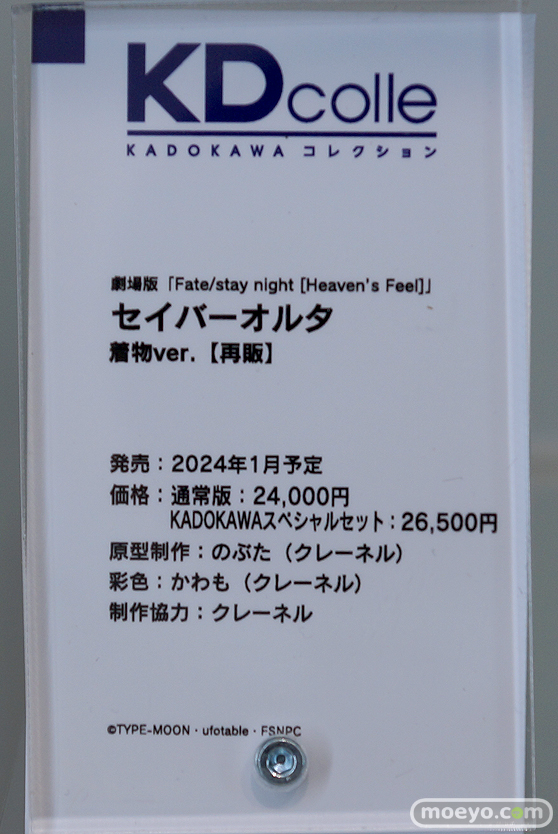 KDcolle
KADOKAWA コレクション
劇場版「Fate/stay night [Heaven's Feel]」
セイバーオルタ
着物ver.【再販】
発売：2024年1月予定
価格：通常版：24,000円
KADOKAWAスペシャルセット：26,500円
原型制作：のぶた（クレーネル）
彩色：かわも（クレーネル）
制作協力：クレーネル
©TYPE-MOON・ufotable・FSNPC
moeyo.com